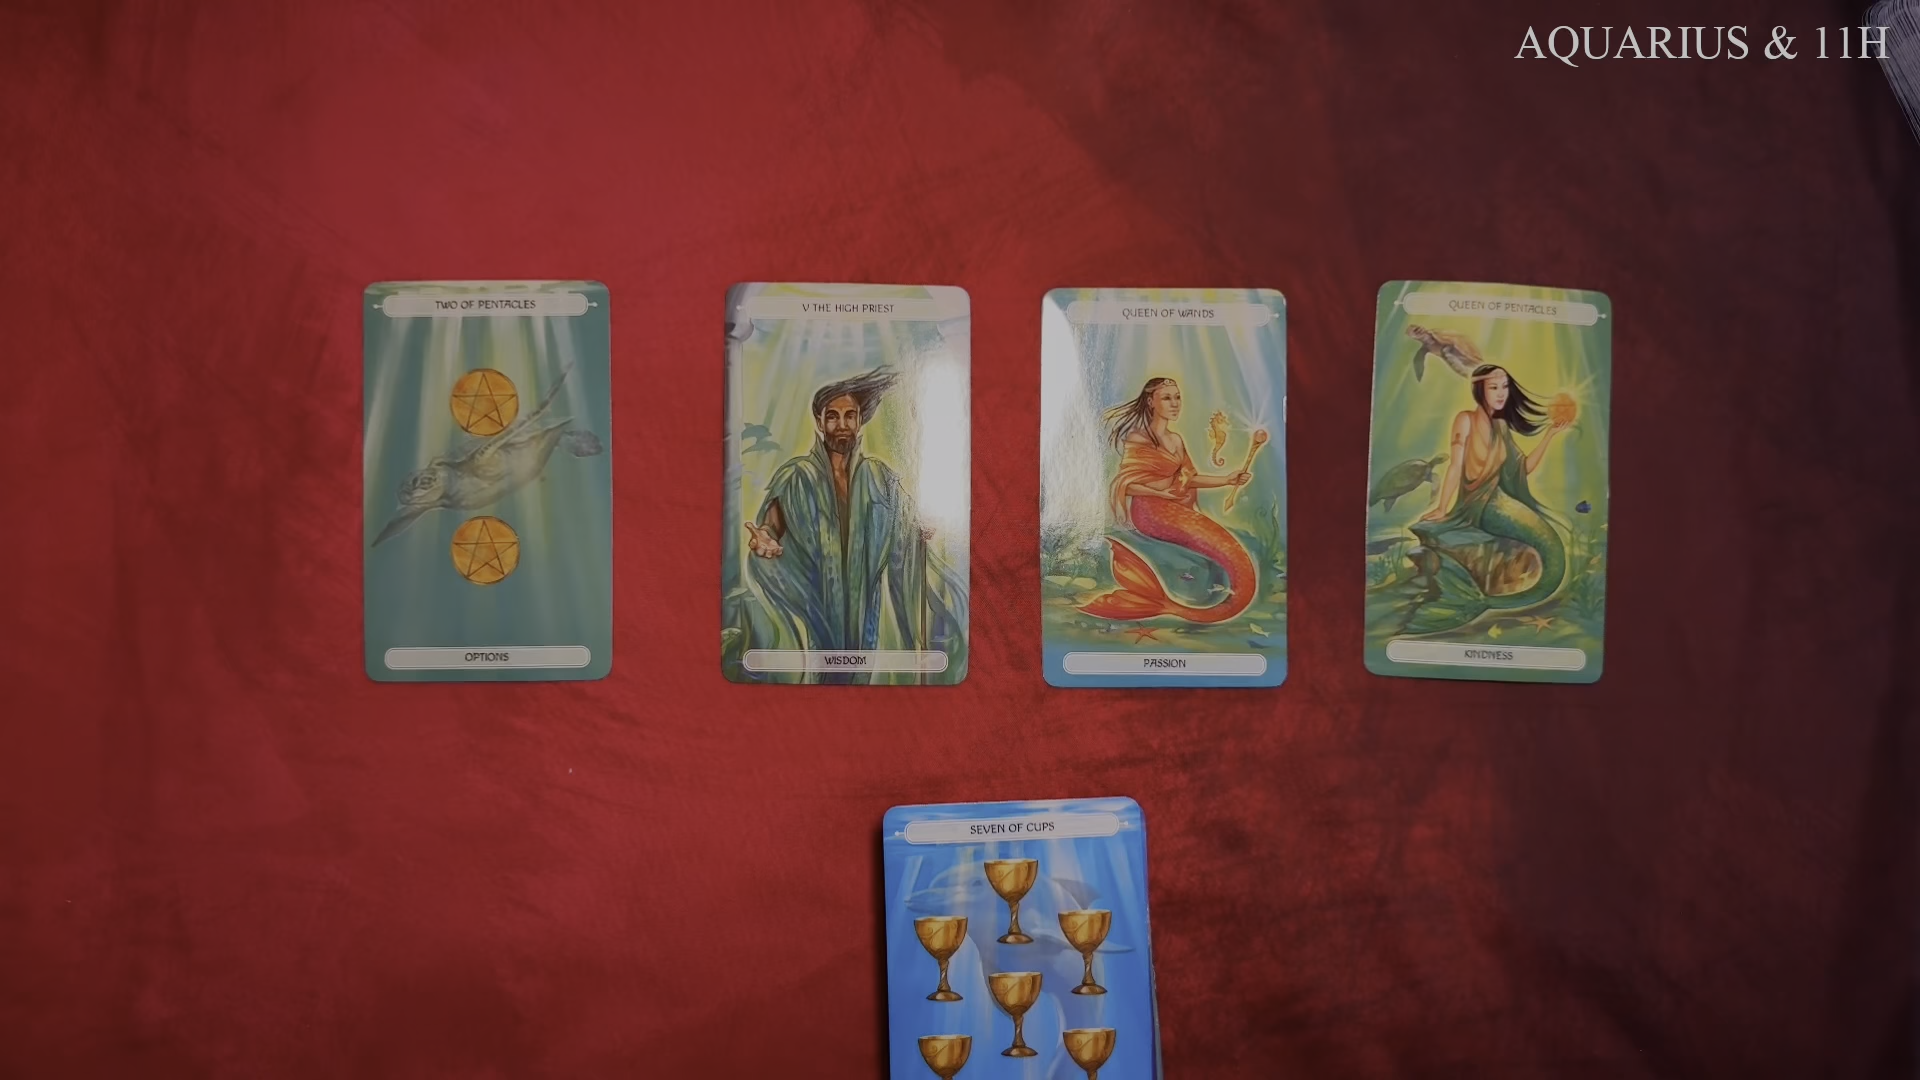 AQUARIUS & 11H
TWO OF PENTACLES
V THE HIGH PRIEST
QUEEN OF WANDS
QUEEN OF PENTACLES
OPTIONS
WISDOM
PASSION
KINDNESS
SEVEN OF CUPS